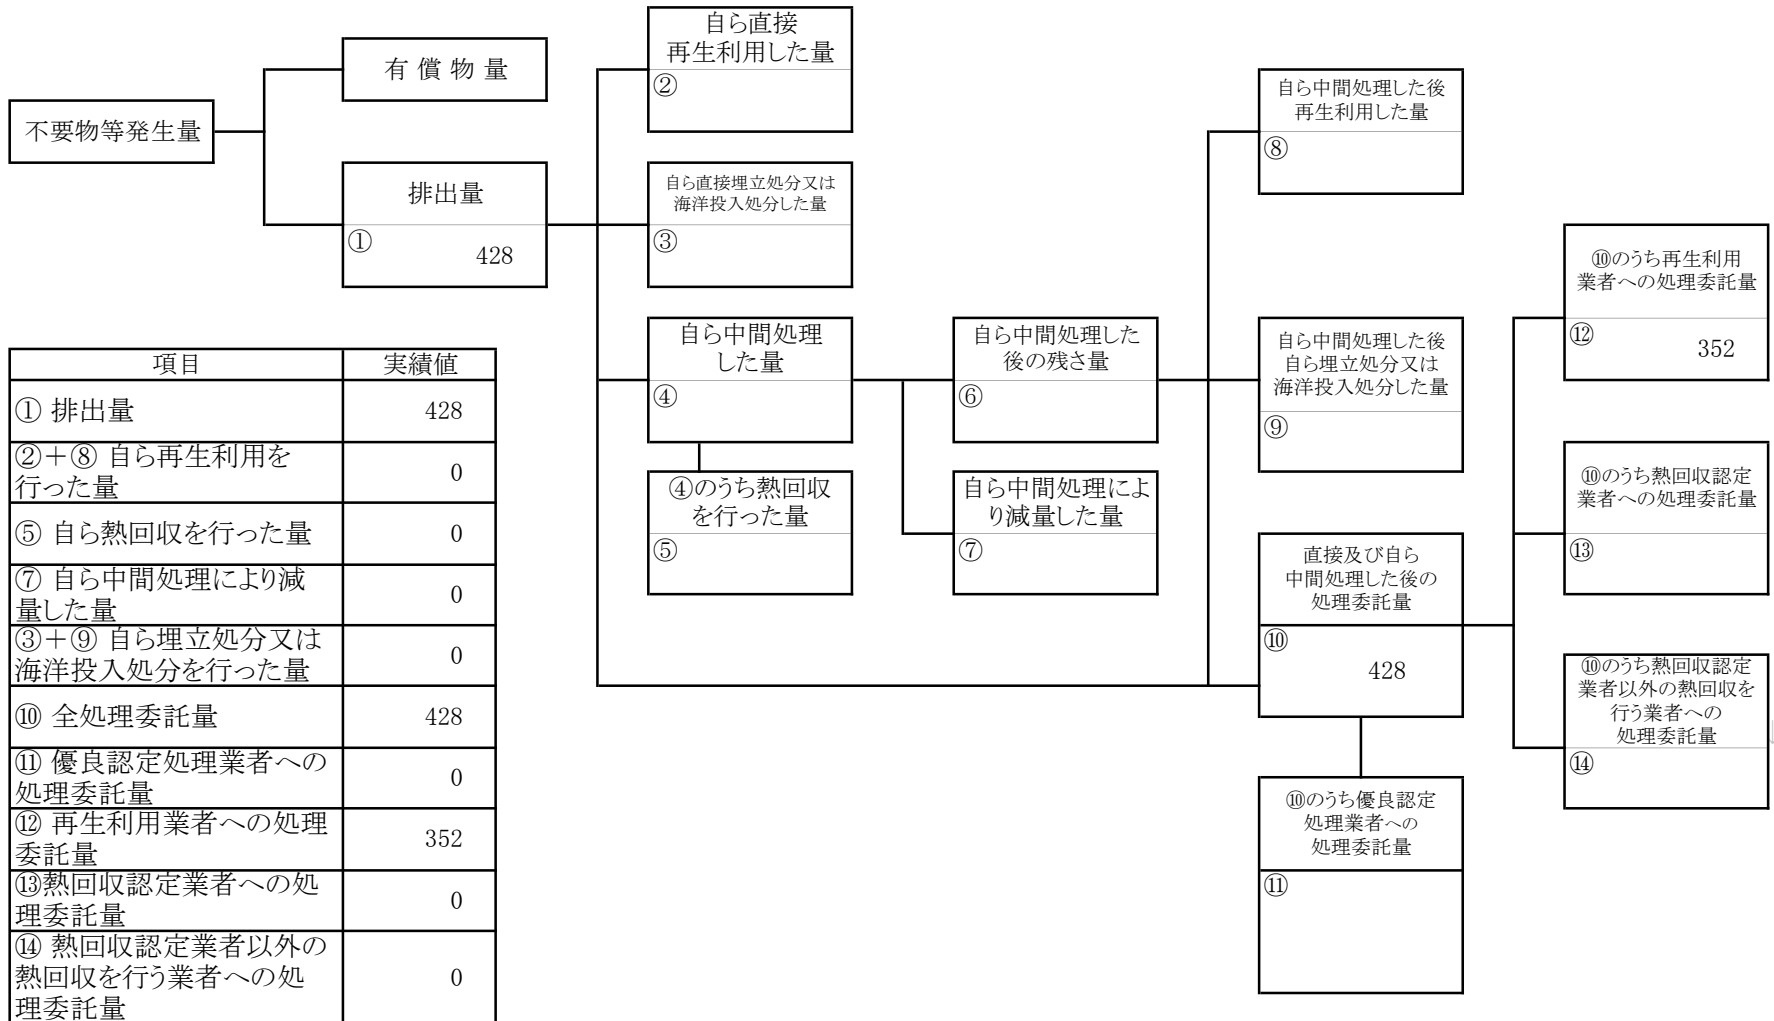 不要物等発生量
有償物量
排出量
①
428
自ら直接
再生利用した量
②
自ら直接埋立処分又は
海洋投入処分した量
③
自ら中間処理
した量
④
④のうち熱回収
を行った量
⑤
自ら中間処理した
後の残さ量
⑥
自ら中間処理によ
り減量した量
⑦
自ら中間処理した後
再生利用した量
⑧
自ら中間処理した後
自ら埋立処分又は
海洋投入処分した量
⑨
直接及び自ら
中間処理した後の
処理委託量
⑩
428
⑩のうち優良認定
処理業者への
処理委託量
⑪
⑩のうち再生利用
業者への処理委託量
⑫
352
⑩のうち熱回収認定
業者への処理委託量
⑬
⑩のうち熱回収認定
業者以外の熱回収を
行う業者への
処理委託量
⑭
項目 実績値
① 排出量 428
②+⑧ 自ら再生利用を
行った量 0
⑤ 自ら熱回収を行った量 0
⑦ 自ら中間処理により減
量した量 0
③+⑨ 自ら埋立処分又は
海洋投入処分を行った量 0
⑩ 全処理委託量 428
⑪ 優良認定処理業者への
処理委託量 0
⑫ 再生利用業者への処理
委託量 352
⑬熱回収認定業者への処
理委託量 0
⑭ 熱回収認定業者以外の
熱回収を行う業者への処
理委託量 0